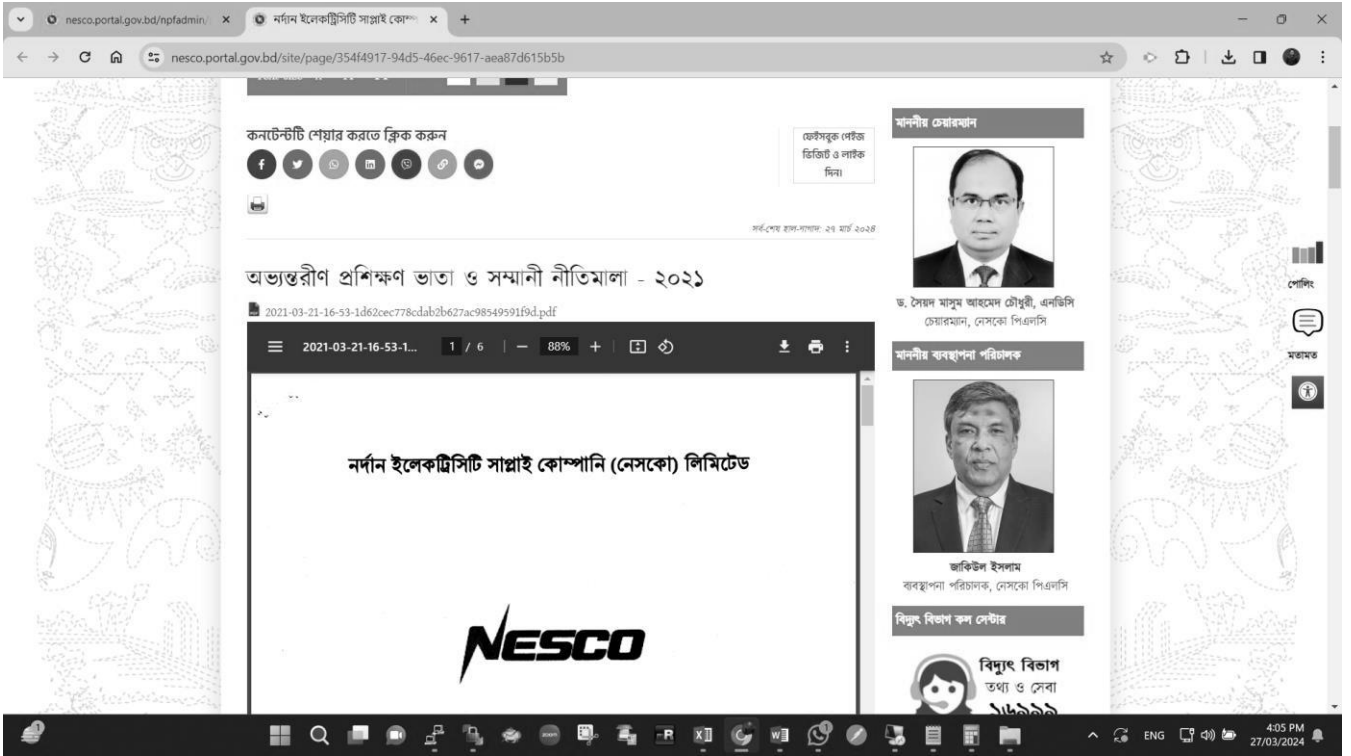 nesco.portal.gov.bd/npfadmin/
নর্দান ইলেকট্রিসিটি সাপ্লাই কোম্প
nesco.portal.gov.bd/site/page/354f4917-94d5-46ec-9617-aea87d615b5b
কনটেন্টটি শেয়ার করতে ক্লিক করুন
ফেইসবুক পেইজ
ভিজিট ও লাইক
দিন।
সর্ব-শেষ হাল-নাগাদ: ২৭ মার্চ ২০২৪
অভ্যন্তরীণ প্রশিক্ষণ ভাতা ও সম্মানী নীতিমালা - ২০২১
2021-03-21-16-53-1d62cec778cdab2b627ac98549591f9d.pdf
2021-03-21-16-53-1... 1 / 6 88%
নর্দান ইলেকট্রিসিটি সাপ্লাই কোম্পানি (নেসকো) লিমিটেড
NESCO
মাননীয় চেয়ারম্যান
ড. সৈয়দ মাসুম আহমেদ চৌধুরী, এনডিসি
চেয়ারম্যান, নেসকো পিএলসি
মাননীয় ব্যবস্থাপনা পরিচালক
জাকিউল ইসলাম
ব্যবস্থাপনা পরিচালক, নেসকো পিএলসি
বিদ্যুৎ বিভাগ কল সেন্টার
বিদ্যুৎ বিভাগ
তথ্য ও সেবা
১৬৯৯৯
পোলিং
মতামত
zoom
ENG
4:05 PM
27/03/2024